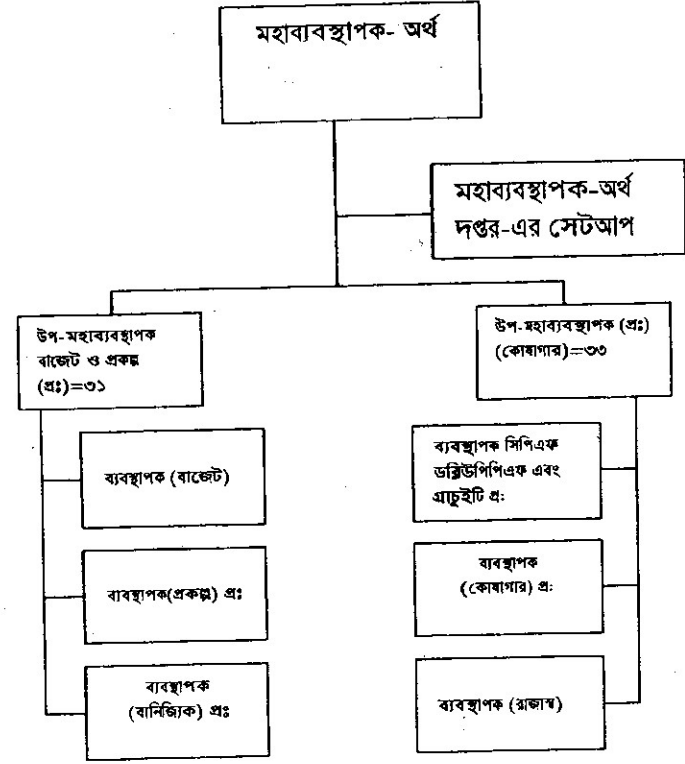 মহাব্যবস্থাপক- অর্থ
মহাব্যবস্থাপক-অর্থ
দপ্তর-এর সেটআপ
উপ-মহাব্যবস্থাপক
বাজেট ও প্রকল্প
(প্রঃ)=৩১
উপ-মহাব্যবস্থাপক (প্রঃ)
(কোষাগার)=৩৩
ব্যবস্থাপক (বাজেট)
ব্যবস্থাপক(প্রকল্প) প্রঃ
ব্যবস্থাপক
(বানিজ্যিক) প্রঃ
ব্যবস্থাপক সিপিএফ
ডব্লিউপিপিএফ এবং
গ্রাচুইটি প্র:
ব্যবস্থাপক
(কোষাগার) প্র:
ব্যবস্থাপক (রাজস্ব)